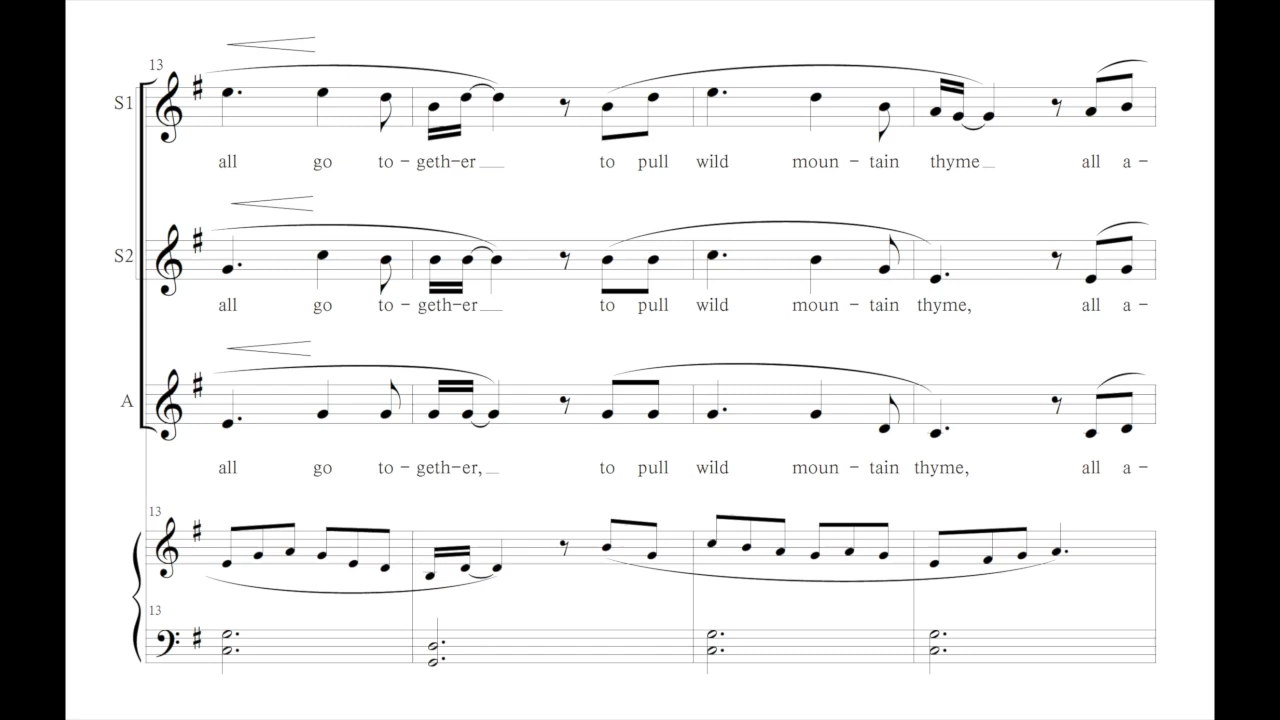 13
S1
all go to - geth-er to pull wild moun - tain thyme all a -
S2
all go to - geth-er to pull wild moun - tain thyme, all a -
A
all go to - geth-er, to pull wild moun - tain thyme, all a -
13
13